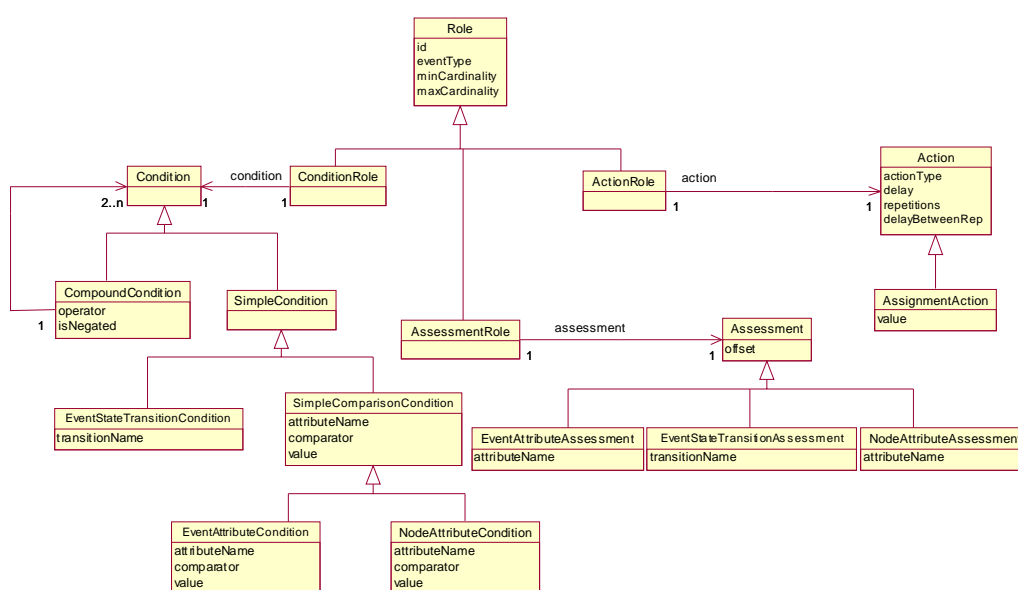 Role
id
eventType
minCardinality
maxCardinality
Condition
condition
ConditionRole
2..n
1
1
ActionRole
action
1
1
Action
actionType
delay
repetitions
delayBetweenRep
CompoundCondition
operator
isNegated
1
SimpleCondition
AssessmentRole
assessment
1
1
Assessment
offset
AssignmentAction
value
EventStateTransitionCondition
transitionName
SimpleComparisonCondition
attributeName
comparator
value
EventAttributeAssessment
attributeName
EventStateTransitionAssessment
transitionName
NodeAttributeAssessment
attributeName
EventAttributeCondition
attributeName
comparator
value
NodeAttributeCondition
attributeName
comparator
value